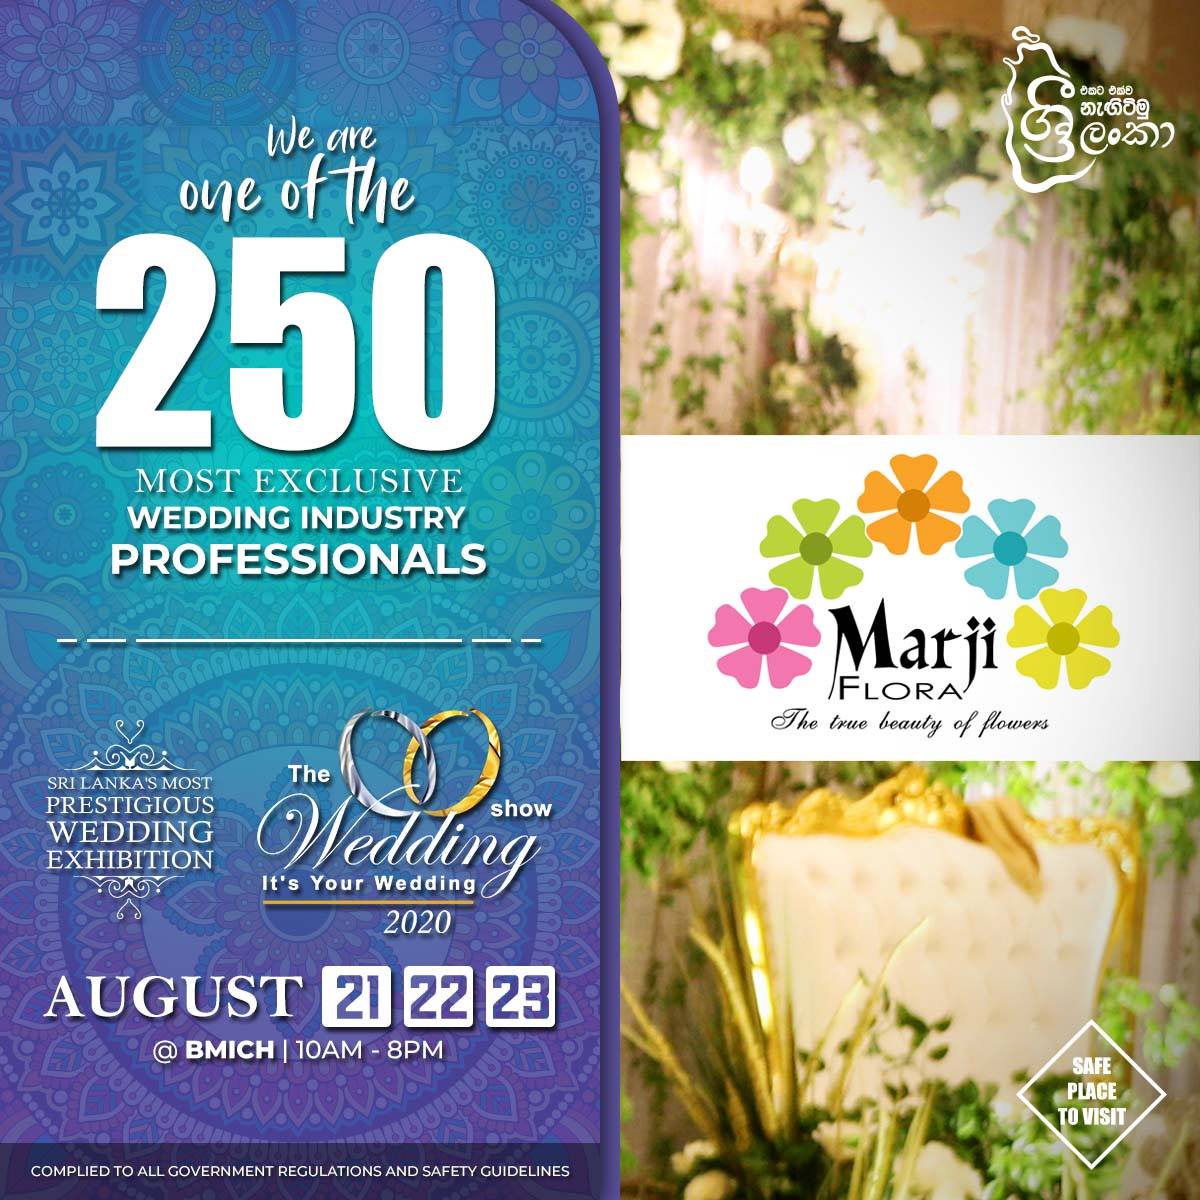 We are
one of the
250
MOST EXCLUSIVE
WEDDING INDUSTRY
PROFESSIONALS
SRI LANKA'S MOST
PRESTIGIOUS
WEDDING
EXHIBITION
The
Wedding
show
It's Your Wedding
2020
AUGUST 21 22 23
@ BMICH | 10AM - 8PM
COMPLIED TO ALL GOVERNMENT REGULATIONS AND SAFETY GUIDELINES
එකට එක්ව
නැඟිටිමු
ශ්‍රී ලංකා
Marji
FLORA
The true beauty of flowers
SAFE
PLACE
TO VISIT